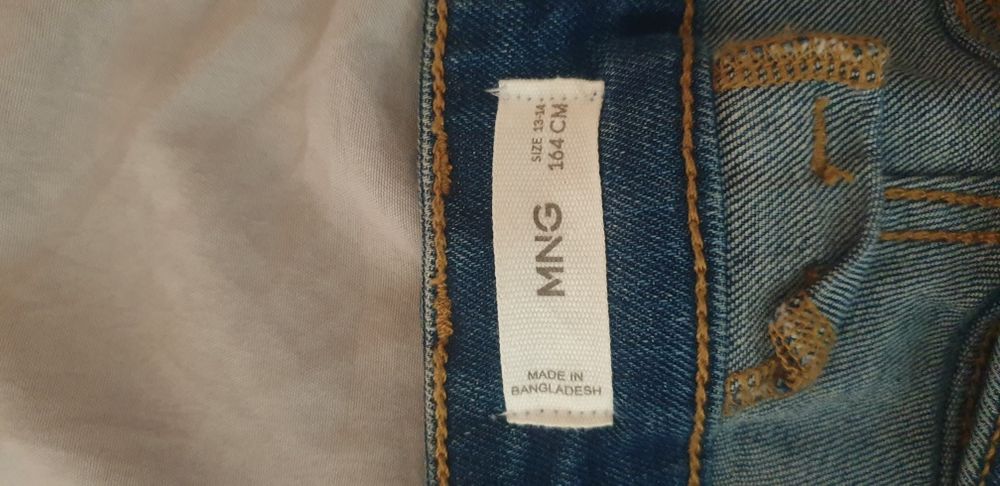 MNG
SIZE 13-14
164 CM
MADE IN
BANGLADESH